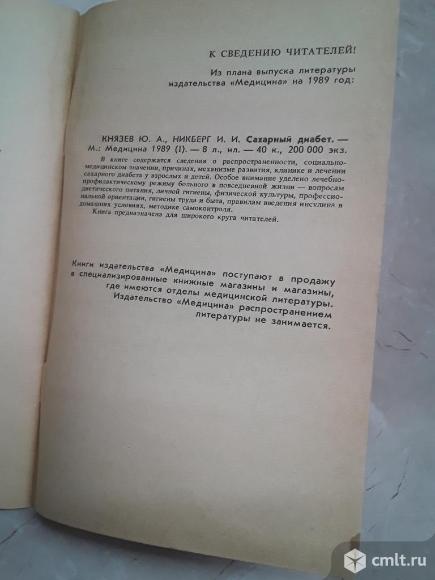 К СВЕДЕНИЮ ЧИТАТЕЛЕЙ!
Из плана выпуска литературы
издательства «Медицина» на 1989 год:
КНЯЗЕВ Ю. А., НИКБЕРГ И. И. Сахарный диабет. —
М.: Медицина 1989 (I). — 8 л., ил. — 40 к., 200 000 экз.
В книге содержатся сведения о распространенности, социально-
медицинском значении, причинах, механизме развития, клинике и лечении
сахарного диабета у взрослых и детей. Особое внимание уделено лечебно-
профилактическому режиму больного в повседневной жизни — вопросам
диетического питания, личной гигиены, физической культуры, профессио-
нальной ориентации, гигиены труда и быта, правилам введения инсулина в
домашних условиях, методике самоконтроля.
Книга предназначена для широкого круга читателей.
Книги издательства «Медицина» поступают в продажу
в специализированные книжные магазины и магазины,
где имеются отделы медицинской литературы.
Издательство «Медицина» распространением
литературы не занимается.
cmlt.ru